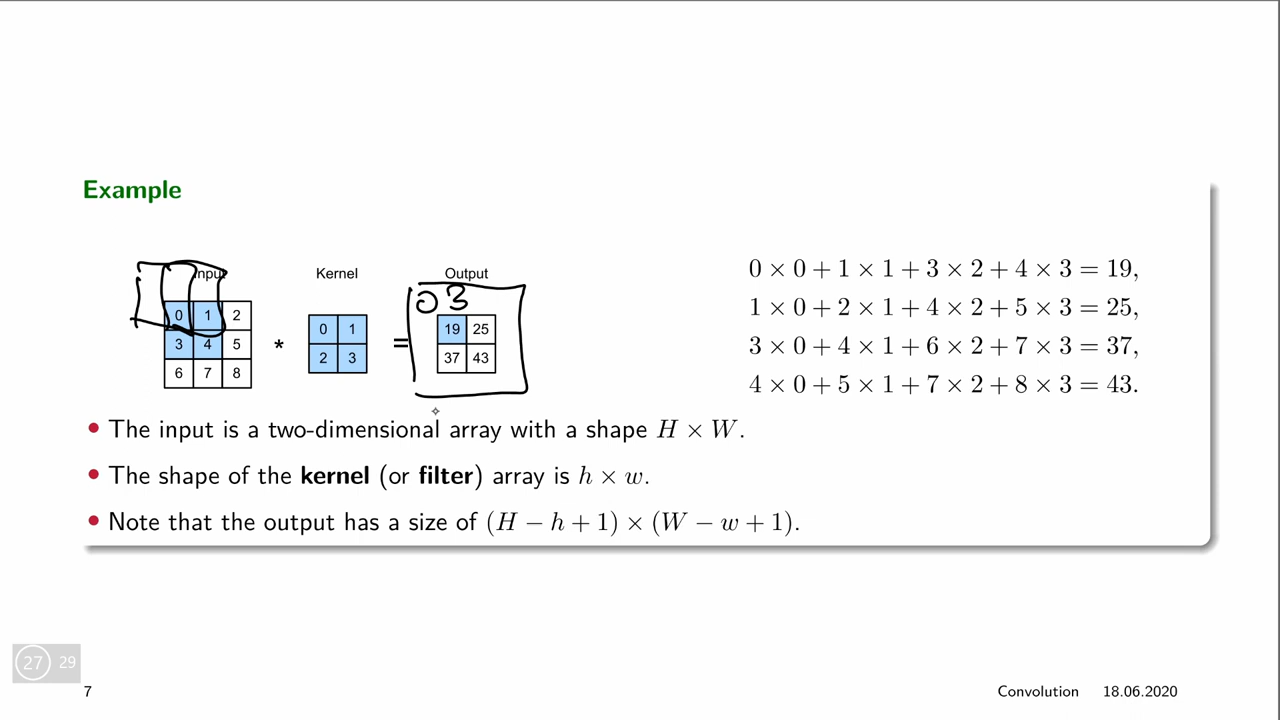 Example
Input Kernel Output
0 3
0 1 2
3 4 5
6 7 8
*
0 1
2 3
=
19 25
37 43
0 × 0 + 1 × 1 + 3 × 2 + 4 × 3 = 19,
1 × 0 + 2 × 1 + 4 × 2 + 5 × 3 = 25,
3 × 0 + 4 × 1 + 6 × 2 + 7 × 3 = 37,
4 × 0 + 5 × 1 + 7 × 2 + 8 × 3 = 43.
• The input is a two-dimensional array with a shape H × W.
• The shape of the kernel (or filter) array is h × w.
• Note that the output has a size of (H − h + 1) × (W − w + 1).
27 29
7 Convolution 18.06.2020